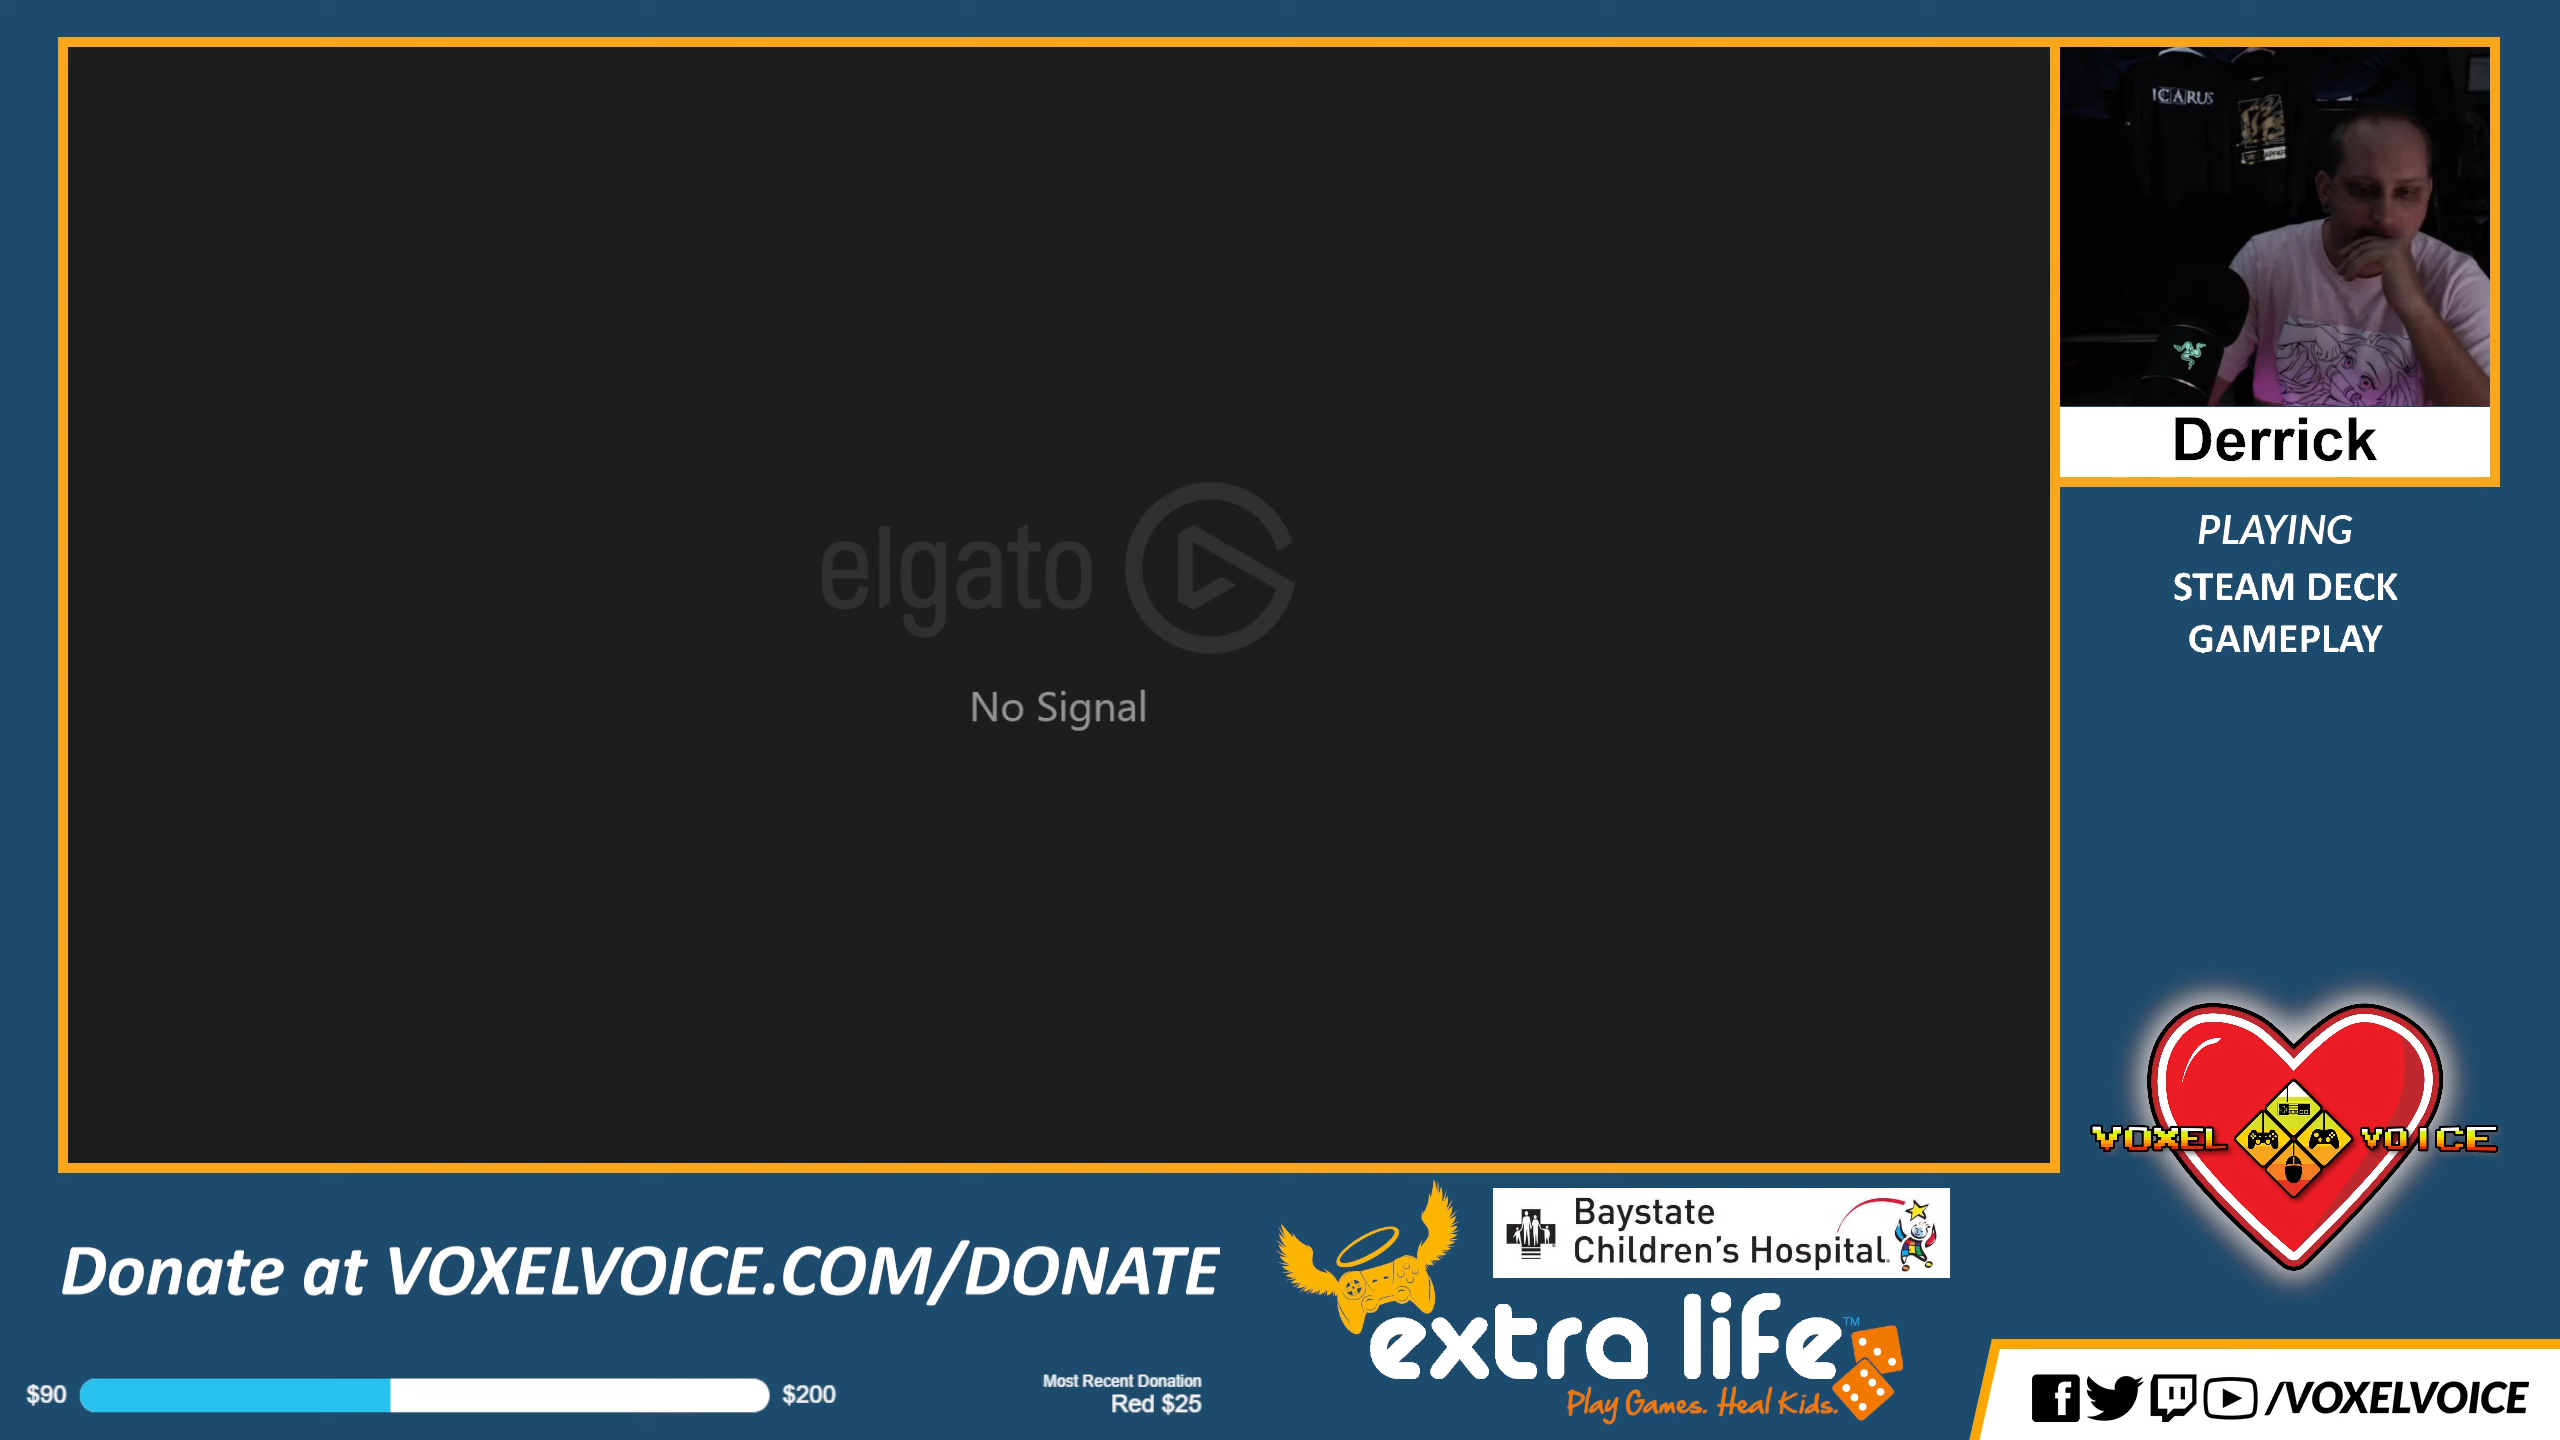 ICARUS
elgato
No Signal
Derrick
PLAYING
STEAM DECK
GAMEPLAY
VOXEL VOICE
Donate at VOXELVOICE.COM/DONATE
Baystate
Children's Hospital
extra life™
Play Games. Heal Kids.
$90
$200
Most Recent Donation
Red $25
/VOXELVOICE